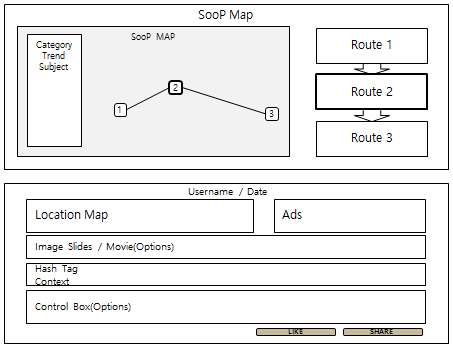 SooP Map
SooP MAP
Category
Trend
Subject
1
2
3
Route 1
Route 2
Route 3
Username / Date
Location Map
Ads
Image Slides / Movie(Options)
Hash Tag
Context
Control Box(Options)
LIKE
SHARE